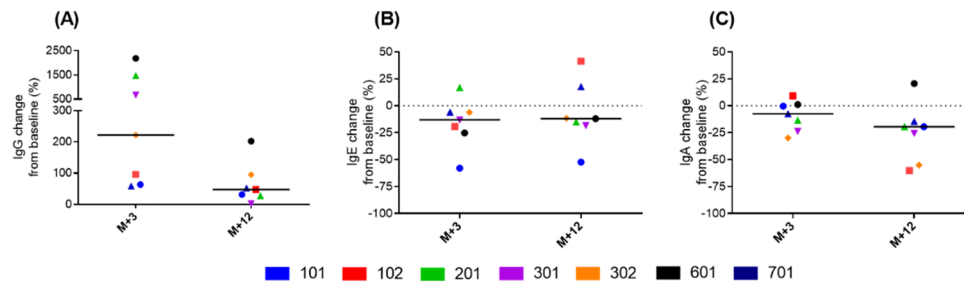 (A)
IgG change
from baseline (%)
2500
1500
500
300
200
100
0
M+3
M+12
(B)
IgE change
from baseline (%)
50
25
0
-25
-50
-75
-100
M+3
M+12
(C)
IgA change
from baseline (%)
50
25
0
-25
-50
-75
-100
M+3
M+12
101 102 201 301 302 601 701